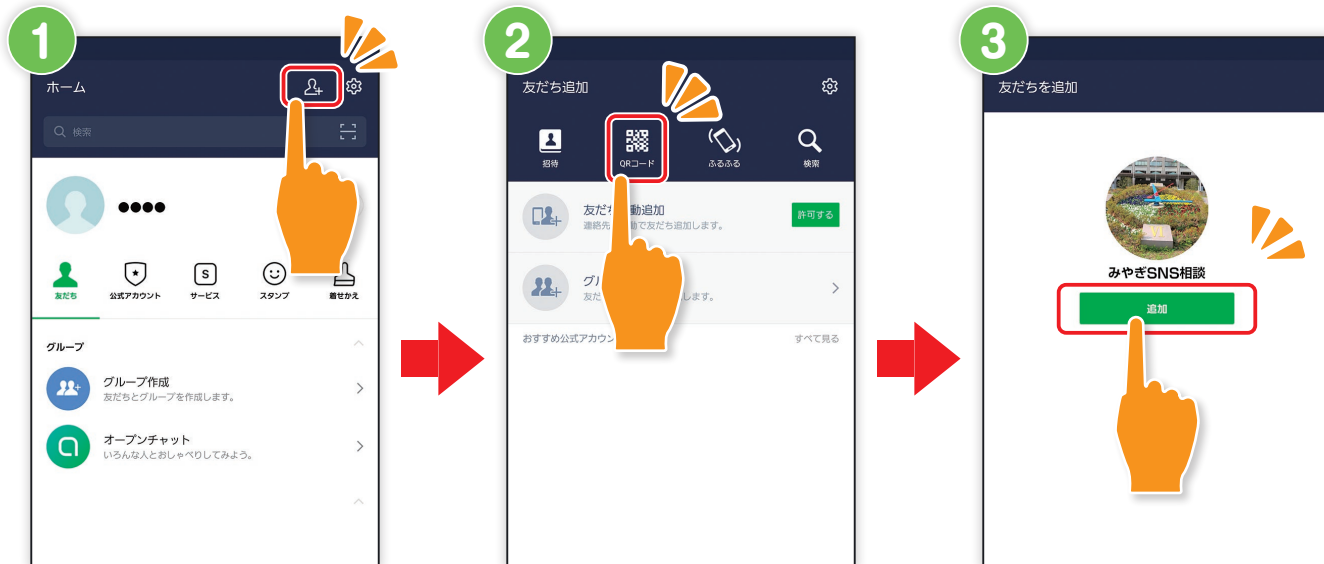 1
ホーム
検索
●●●●
友だち
公式アカウント
サービス
スタンプ
着せかえ
グループ
グループ作成
友だちとグループを作成します。
オープンチャット
いろんな人とおしゃべりしてみよう。
2
友だち追加
招待
QRコード
ふるふる
検索
友だち 動追加
連絡先 動で友だち追加します。
許可する
グル
友だ します。
おすすめ公式アカウン
すべて見る
3
友だちを追加
みやぎSNS相談
追加